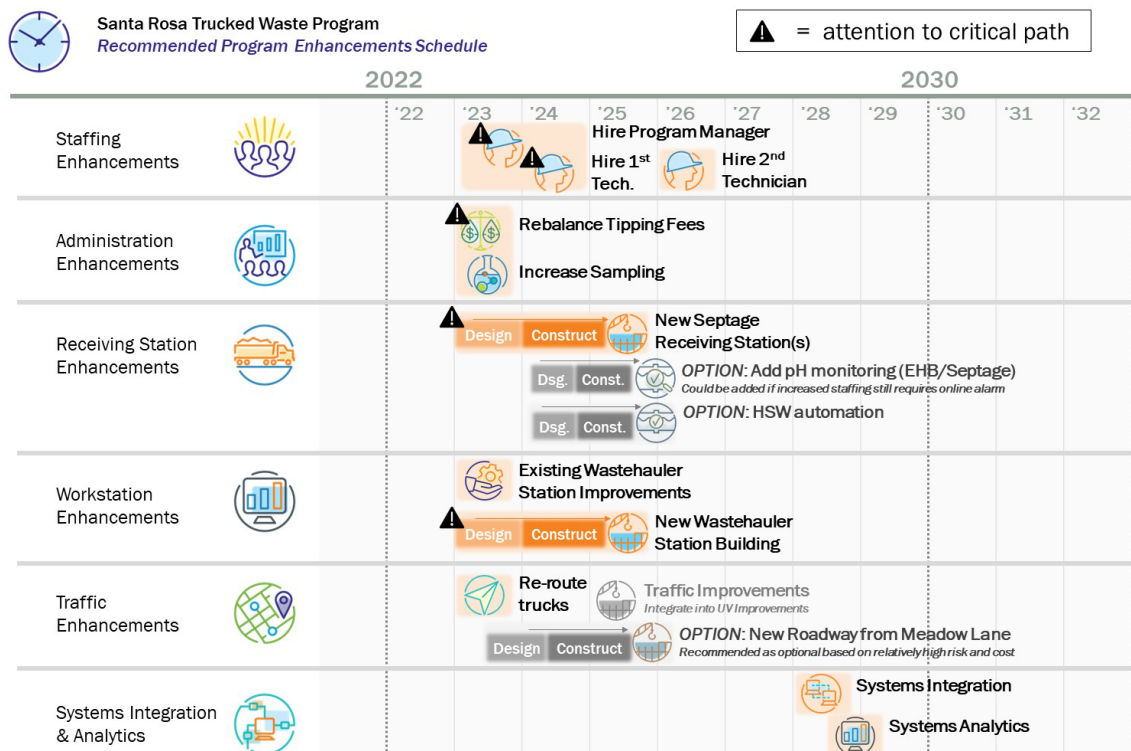 Santa Rosa Trucked Waste Program
Recommended Program Enhancements Schedule
= attention to critical path
2022
2030
'22 '23 '24 '25 '26 '27 '28 '29 '30 '31 '32
Staffing
Enhancements
Hire Program Manager
Hire 1st
Tech.
Hire 2nd
Technician
Administration
Enhancements
Rebalance Tipping Fees
Increase Sampling
Receiving Station
Enhancements
Design Construct
New Septage
Receiving Station(s)
Dsg. Const.
OPTION: Add pH monitoring (EHB/Septage)
Could be added if increased staffing still requires online alarm
Dsg. Const.
OPTION: HSW automation
Workstation
Enhancements
Existing Wastehauler
Station Improvements
Design Construct
New Wastehauler
Station Building
Traffic
Enhancements
Re-route
trucks
Traffic Improvements
Integrate into UV Improvements
Design Construct
OPTION: New Roadway from Meadow Lane
Recommended as optional based on relatively high risk and cost
Systems Integration
& Analytics
Systems Integration
Systems Analytics